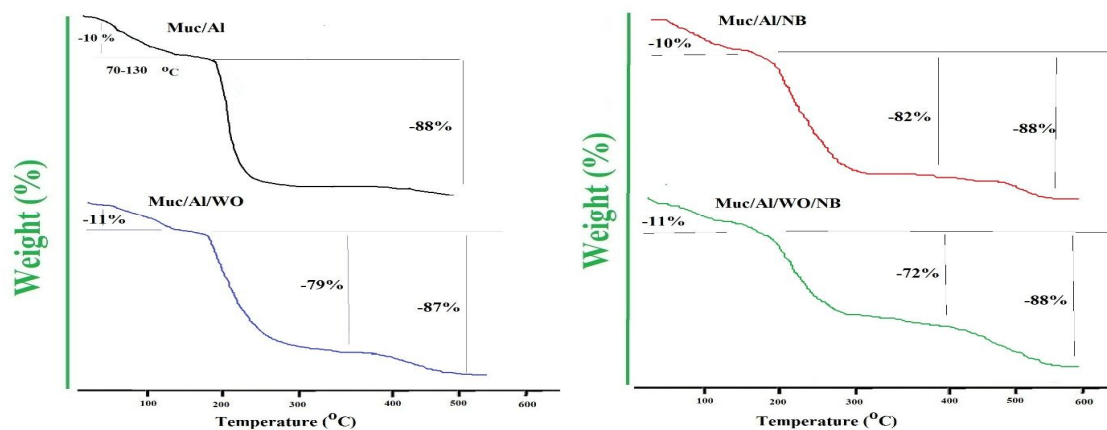 Muc/Al
-10 %
70-130 °C
-88%
Muc/Al/WO
-11%
-79%
-87%
Weight (%)
100 200 300 400 500 600
Temperature (°C)
Muc/Al/NB
-10%
-82%
-88%
Muc/Al/WO/NB
-11%
-72%
-88%
Weight (%)
100 200 300 400 500 600
Temperature (°C)